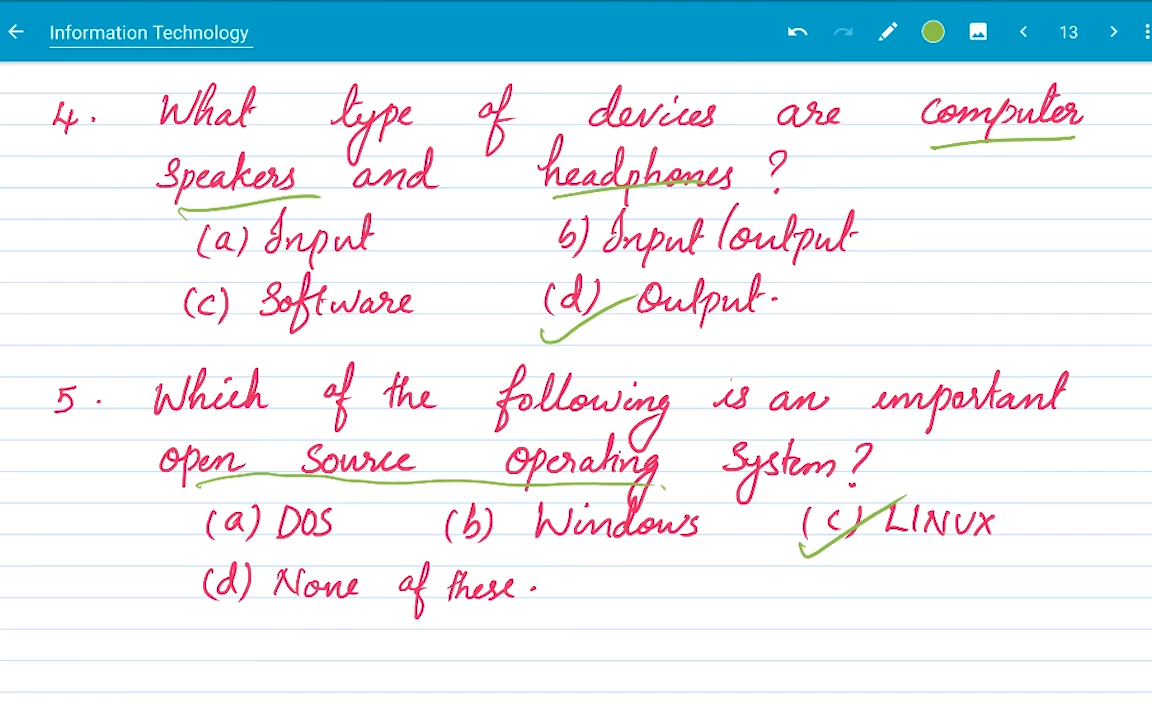 Information Technology
13
4. What type of devices are computer
Speakers and headphones ?
(a) Input b) Input / output
(c) Software (d) Output.
5. Which of the following is an important
open source operating system ?
(a) DOS (b) Windows (c) LINUX
(d) None of these.